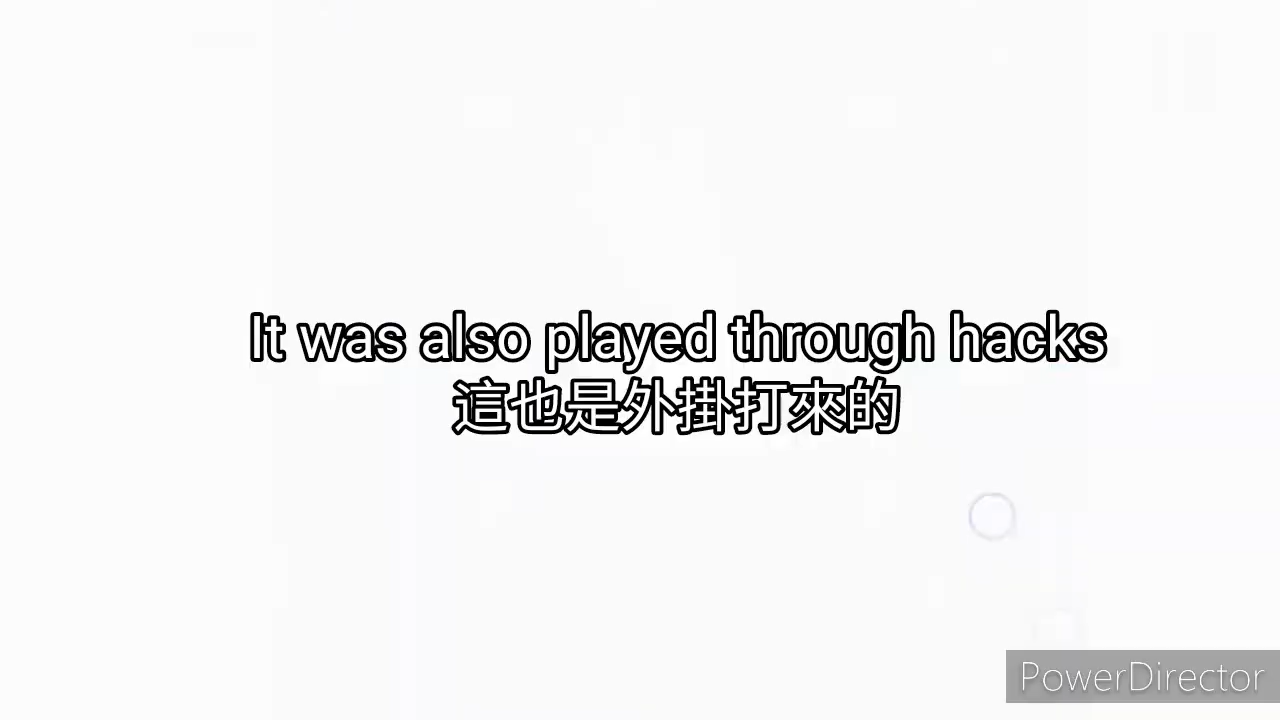 It was also played through hacks
這也是外掛打來的
PowerDirector